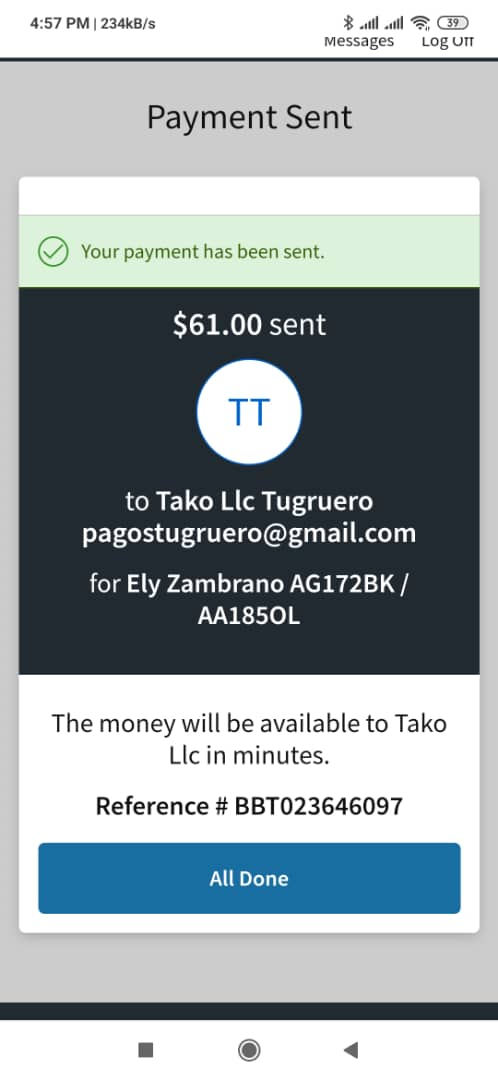 4:57 PM | 234kB/s
39
Messages Log Off
Payment Sent
Your payment has been sent.
$61.00 sent
TT
to Tako Llc Tugruero
pagostugruero@gmail.com
for Ely Zambrano AG172BK /
AA185OL
The money will be available to Tako
Llc in minutes.
Reference # BBT023646097
All Done